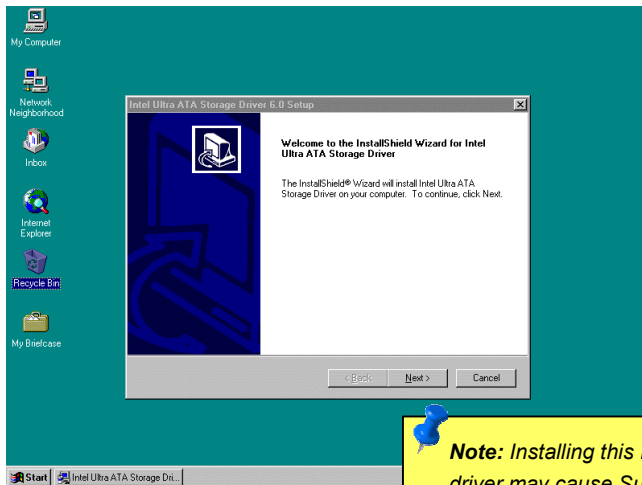 My Computer
Network
Neighborhood
Inbox
Internet
Explorer
Recycle Bin
My Briefcase
Intel Ultra ATA Storage Driver 6.0 Setup
Welcome to the InstallShield Wizard for Intel
Ultra ATA Storage Driver
The InstallShield® Wizard will install Intel Ultra ATA
Storage Driver on your computer. To continue, click Next.
< Back
Next >
Cancel
Note: Installing this
driver may cause
Start
Intel Ultra ATA Storage Dri...